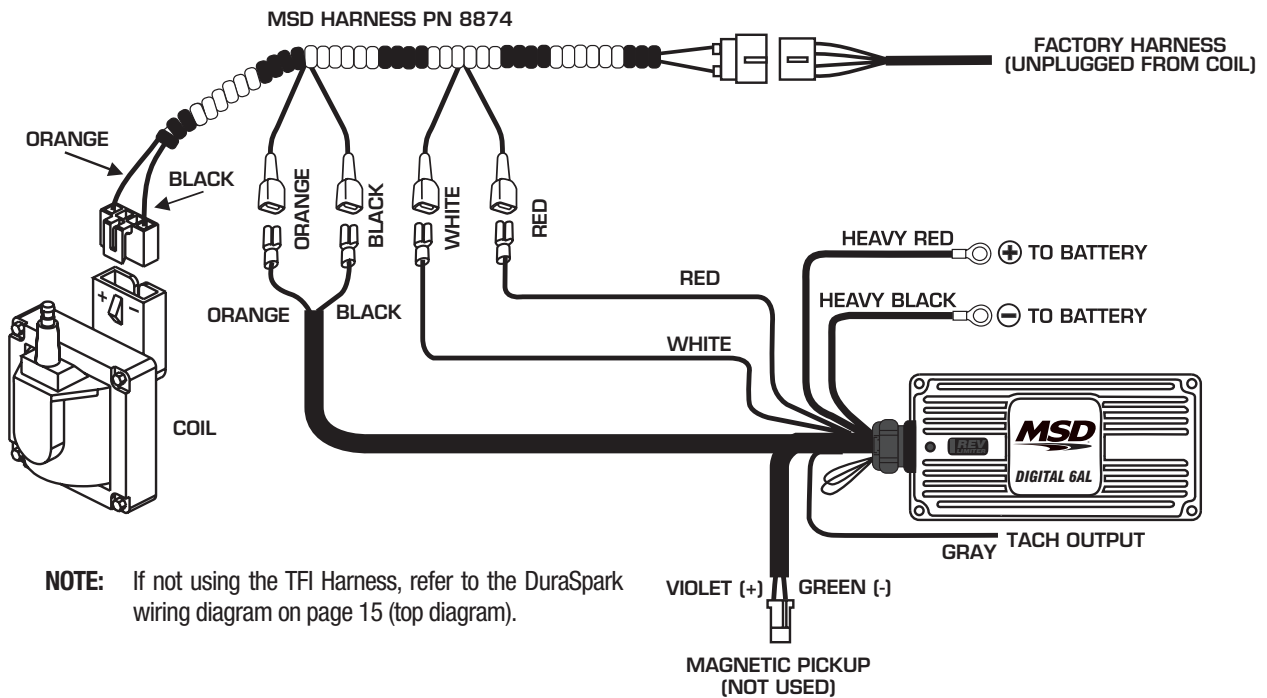 MSD HARNESS PN 8874
FACTORY HARNESS
(UNPLUGGED FROM COIL)
ORANGE
BLACK
ORANGE
BLACK
WHITE
RED
HEAVY RED
+ TO BATTERY
RED
HEAVY BLACK
- TO BATTERY
ORANGE
BLACK
WHITE
+ -
COIL
REV
LIMITER
MSD
DIGITAL 6AL
GRAY
TACH OUTPUT
NOTE: If not using the TFI Harness, refer to the DuraSpark
wiring diagram on page 15 (top diagram).
VIOLET (+)
GREEN (-)
MAGNETIC PICKUP
(NOT USED)